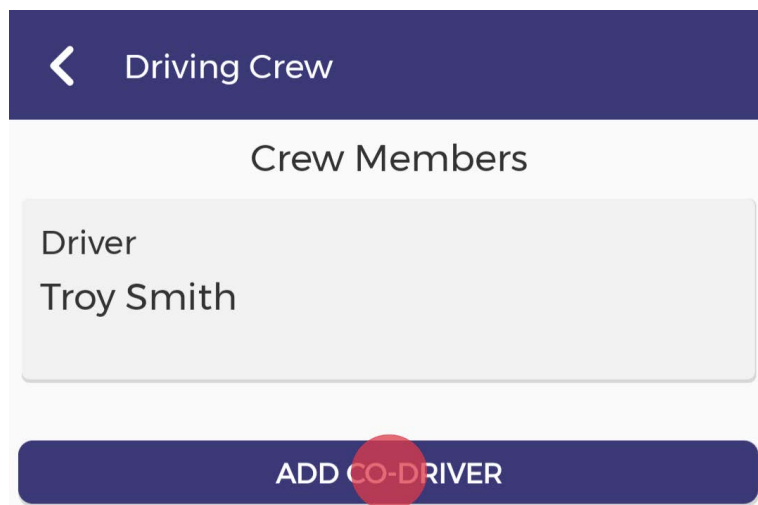 Driving Crew
Crew Members
Driver
Troy Smith
ADD CO-DRIVER